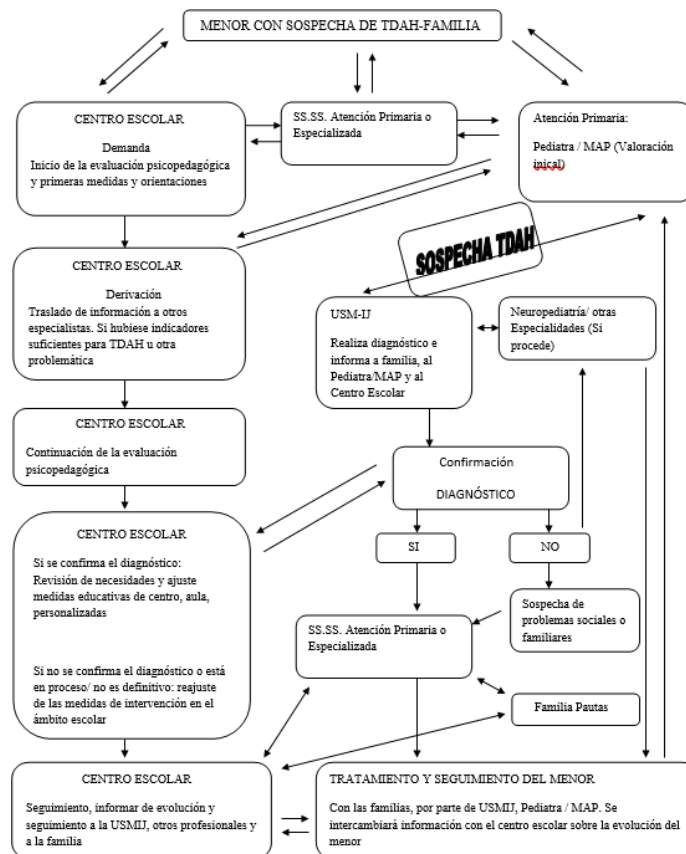 MENOR CON SOSPECHA DE TDAH-FAMILIA
CENTRO ESCOLAR
Demanda
Inicio de la evaluación psicopedagógica
y primeras medidas y orientaciones
SS.SS. Atención Primaria o
Especializada
Atención Primaria:
Pediatra / MAP (Valoración
inical)
SOSPECHA TDAH
CENTRO ESCOLAR
Derivación
Traslado de información a otros
especialistas. Si hubiese indicadores
suficientes para TDAH u otra
problemática
USM-IJ
Realiza diagnóstico e
informa a familia, al
Pediatra/MAP y al
Centro Escolar
Neuropediatría/ otras
Especialidades (Si
procede)
CENTRO ESCOLAR
Continuación de la evaluación
psicopedagógica
Confirmación
DIAGNÓSTICO
SI
NO
CENTRO ESCOLAR
Si se confirma el diagnóstico:
Revisión de necesidades y ajuste
medidas educativas de centro, aula,
personalizadas
Si no se confirma el diagnóstico o está
en proceso/ no es definitivo: reajuste
de las medidas de intervención en el
ámbito escolar
Sospecha de
problemas sociales o
familiares
SS.SS. Atención Primaria o
Especializada
Familia Pautas
CENTRO ESCOLAR
Seguimiento, informar de evolución y
seguimiento a la USMIJ, otros profesionales y
a la familia
TRATAMIENTO Y SEGUIMIENTO DEL MENOR
Con las familias, por parte de USMIJ, Pediatra / MAP. Se
intercambiará información con el centro escolar sobre la evolución del
menor